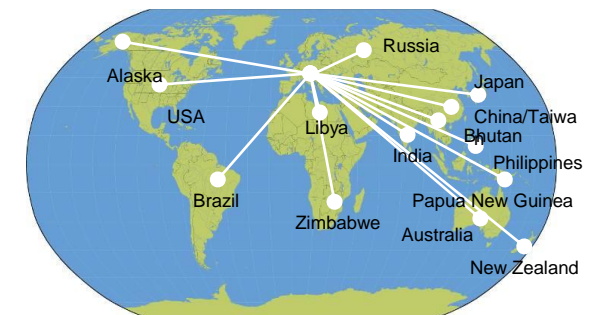 Russia
Alaska
Japan
USA
China/Taiwa
n
Libya
Bhutan
India
Philippines
Brazil
Papua New Guinea
Zimbabwe
Australia
New Zealand